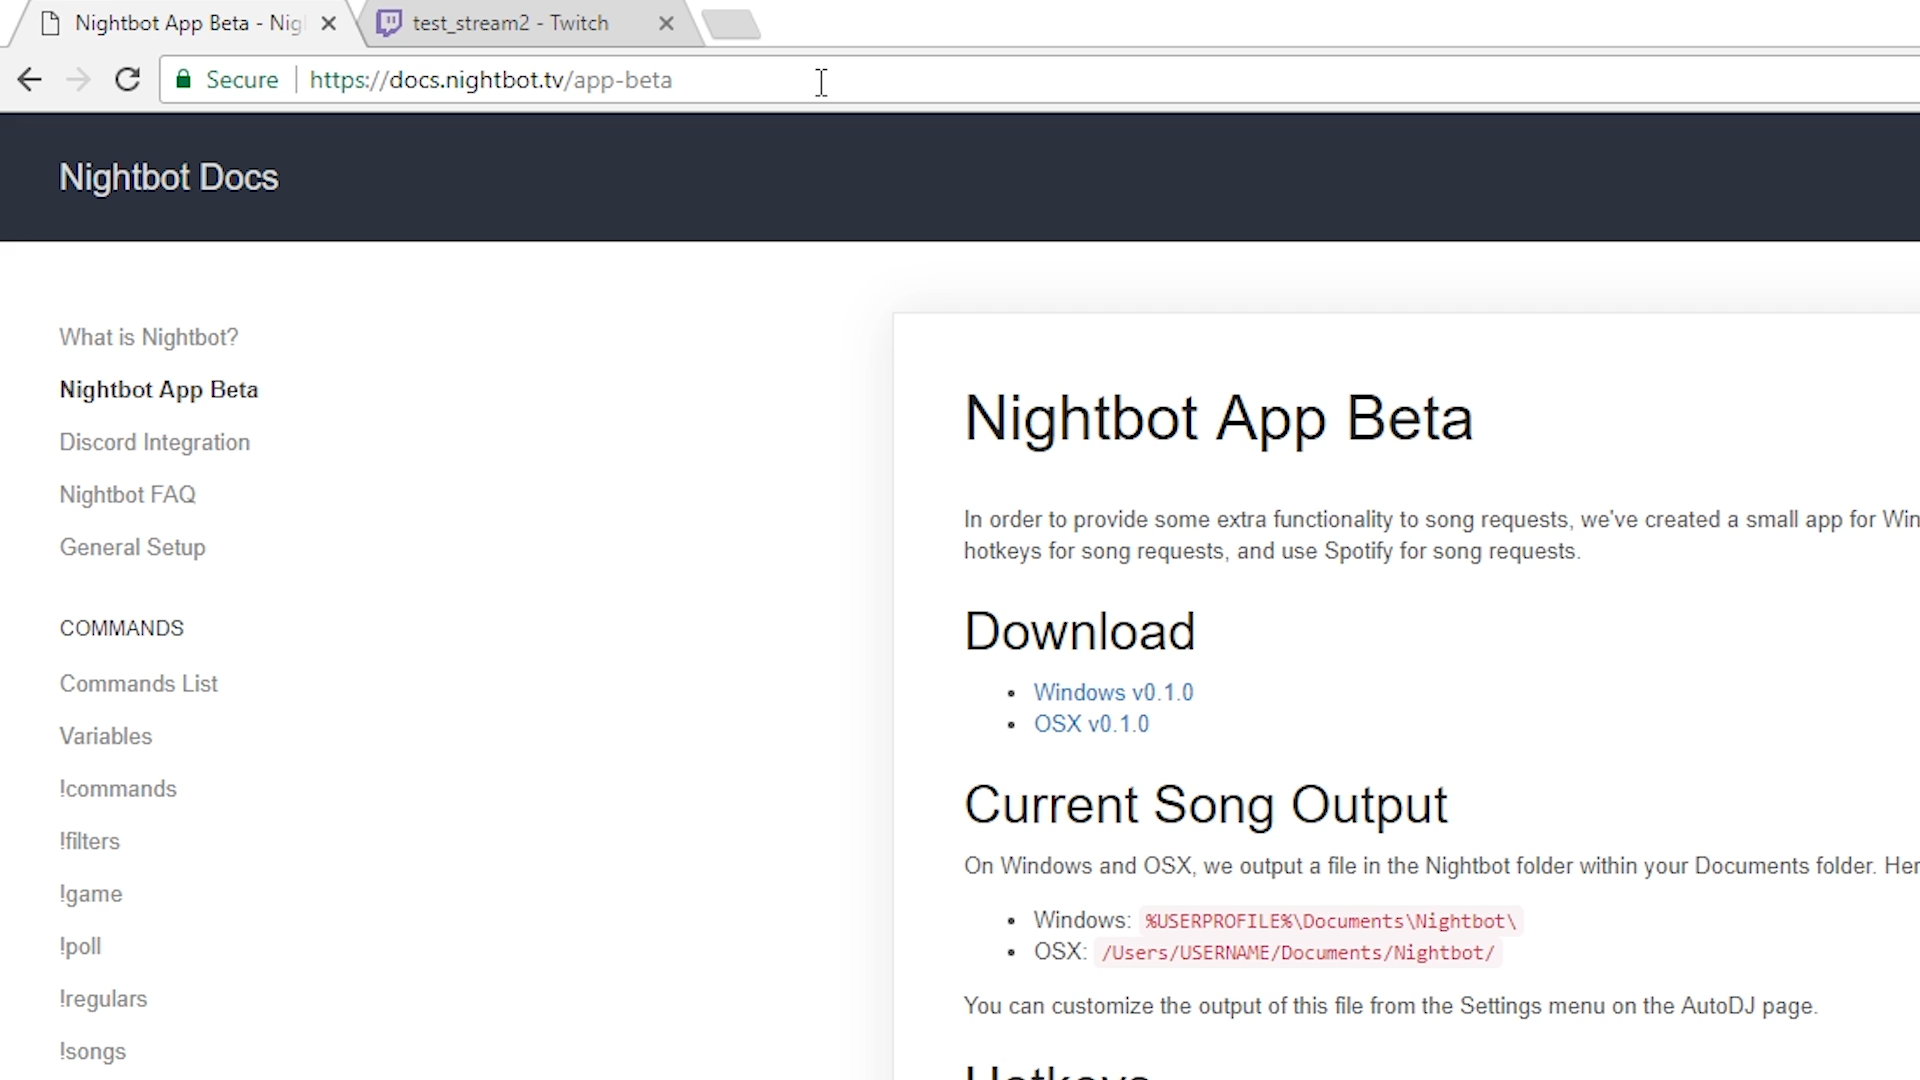 Nightbot App Beta - Nig
test_stream2 - Twitch
Secure
https://docs.nightbot.tv/app-beta
Nightbot Docs
What is Nightbot?
Nightbot App Beta
Discord Integration
Nightbot FAQ
General Setup
COMMANDS
Commands List
Variables
!commands
!filters
!game
!poll
!regulars
!songs
Nightbot App Beta
In order to provide some extra functionality to song requests, we've created a small app for Win
hotkeys for song requests, and use Spotify for song requests.
Download
• Windows v0.1.0
• OSX v0.1.0
Current Song Output
On Windows and OSX, we output a file in the Nightbot folder within your Documents folder. Her
• Windows: %USERPROFILE%\Documents\Nightbot\
• OSX: /Users/USERNAME/Documents/Nightbot/
You can customize the output of this file from the Settings menu on the AutoDJ page.
Hotkeys